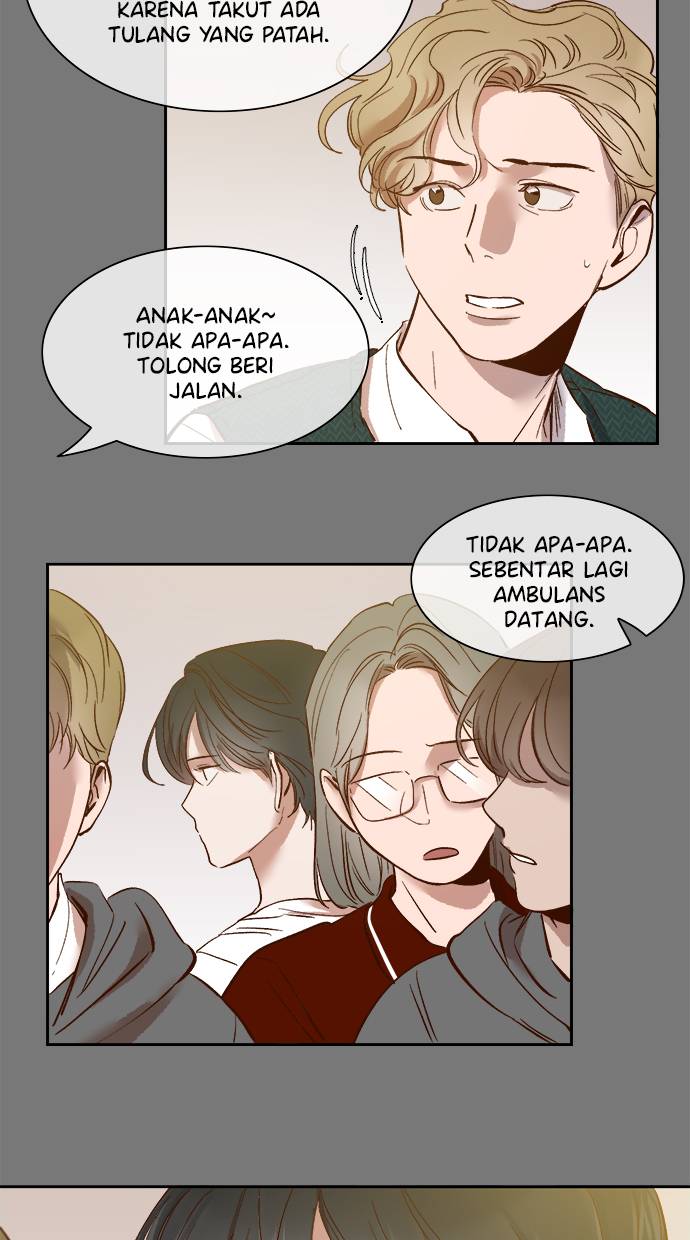 KARENA TAKUT ADA
TULANG YANG PATAH.
ANAK-ANAK~
TIDAK APA-APA.
TOLONG BERI
JALAN.
TIDAK APA-APA.
SEBENTAR LAGI
AMBULANS
DATANG.